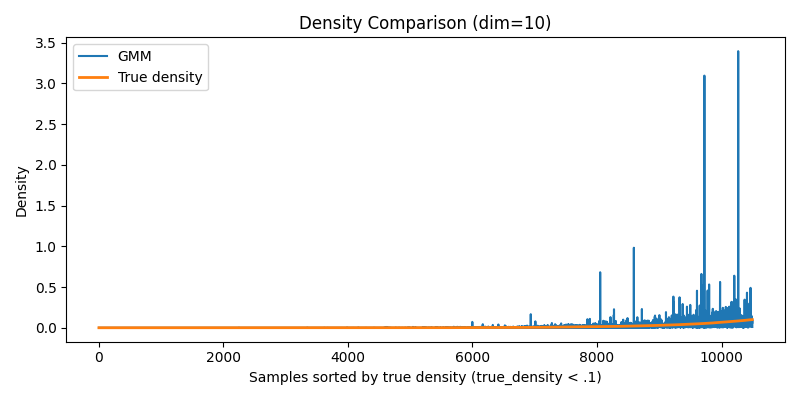 Density Comparison (dim=10)
GMM
True density
Density
3.5
3.0
2.5
2.0
1.5
1.0
0.5
0.0
0 2000 4000 6000 8000 10000
Samples sorted by true density (true_density < .1)